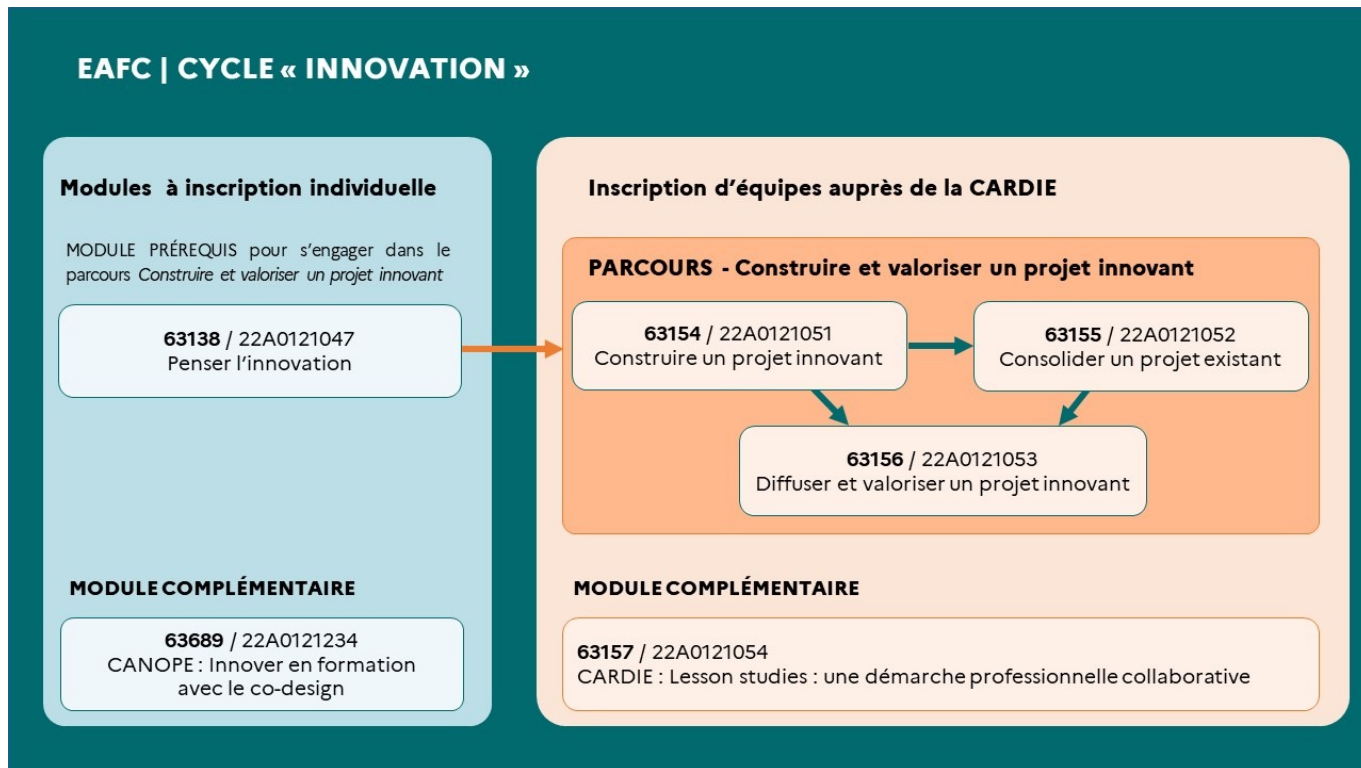 EAFC | CYCLE « INNOVATION »
Modules à inscription individuelle
MODULE PRÉREQUIS pour s’engager dans le
parcours Construire et valoriser un projet innovant
63138 / 22A0121047
Penser l’innovation
MODULE COMPLÉMENTAIRE
63689 / 22A0121234
CANOPE : Innover en formation
avec le co-design
Inscription d’équipes auprès de la CARDIE
PARCOURS - Construire et valoriser un projet innovant
63154 / 22A0121051
Construire un projet innovant
63155 / 22A0121052
Consolider un projet existant
63156 / 22A0121053
Diffuser et valoriser un projet innovant
MODULE COMPLÉMENTAIRE
63157 / 22A0121054
CARDIE : Lesson studies : une démarche professionnelle collaborative